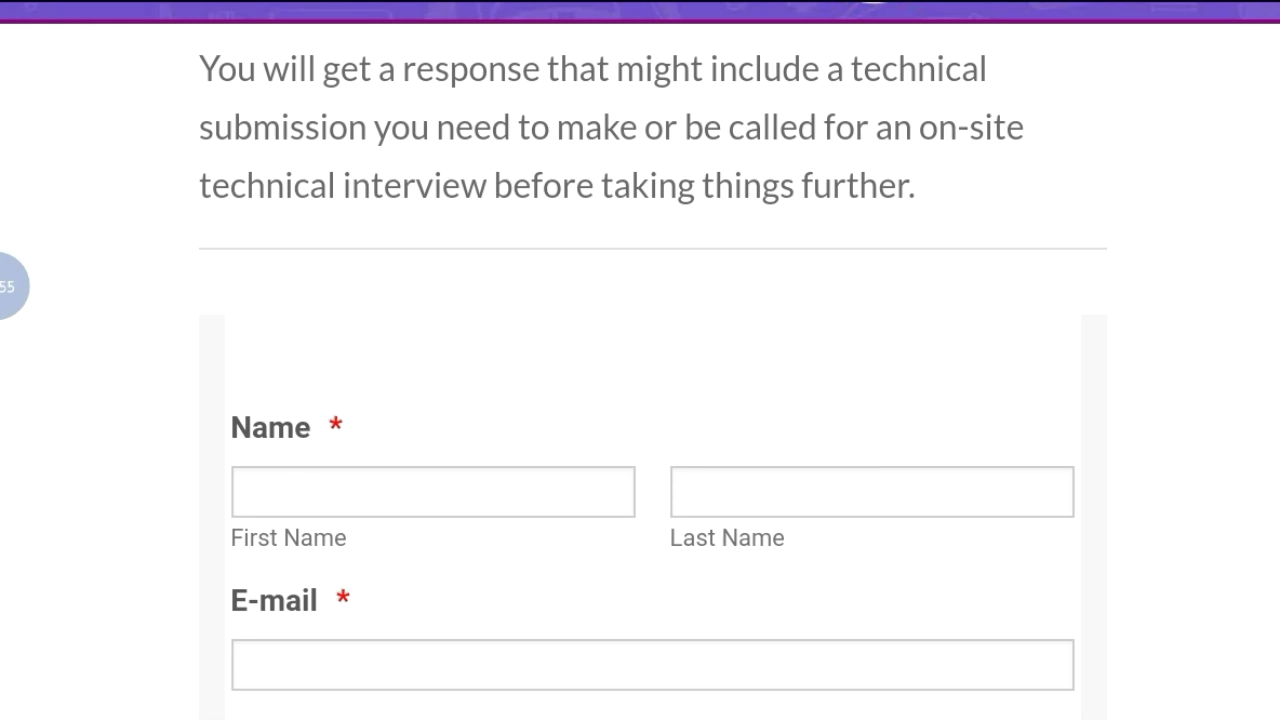 You will get a response that might include a technical
submission you need to make or be called for an on-site
technical interview before taking things further.
55
Name *
First Name Last Name
E-mail *